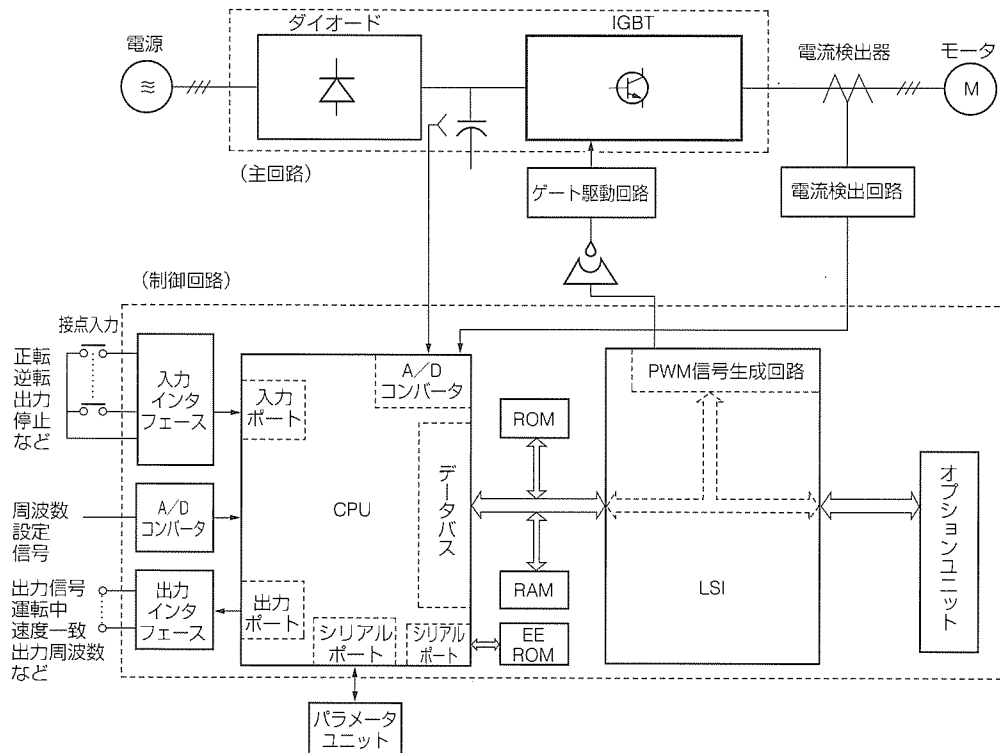 ダイオード
IGBT
電源
電流検出器
モータ
M
(主回路)
ゲート駆動回路
電流検出回路
(制御回路)
接点入力
正転
逆転
出力
停止
など
入力
インタ
フェース
入力
ポート
A/D
コンバータ
PWM信号生成回路
ROM
データバス
CPU
周波数
設定
信号
A/D
コンバータ
RAM
LSI
オプションユニット
出力信号
運転中
速度一致
出力周波数
など
出力
インタ
フェース
出力
ポート
シリアル
ポート
シリアル
ポート
EE
ROM
パラメータ
ユニット